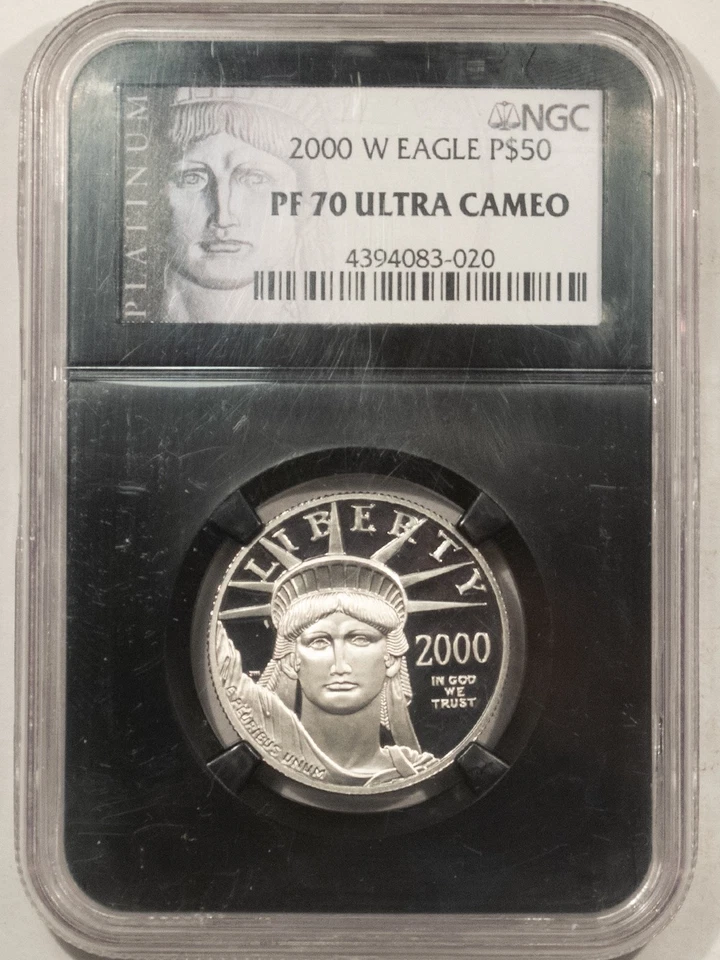 PLATINUM
NGC
2000 W EAGLE P$50
PF 70 ULTRA CAMEO
4394083-020
LIBERTY
2000
IN GOD
WE
TRUST
E PLURIBUS UNUM